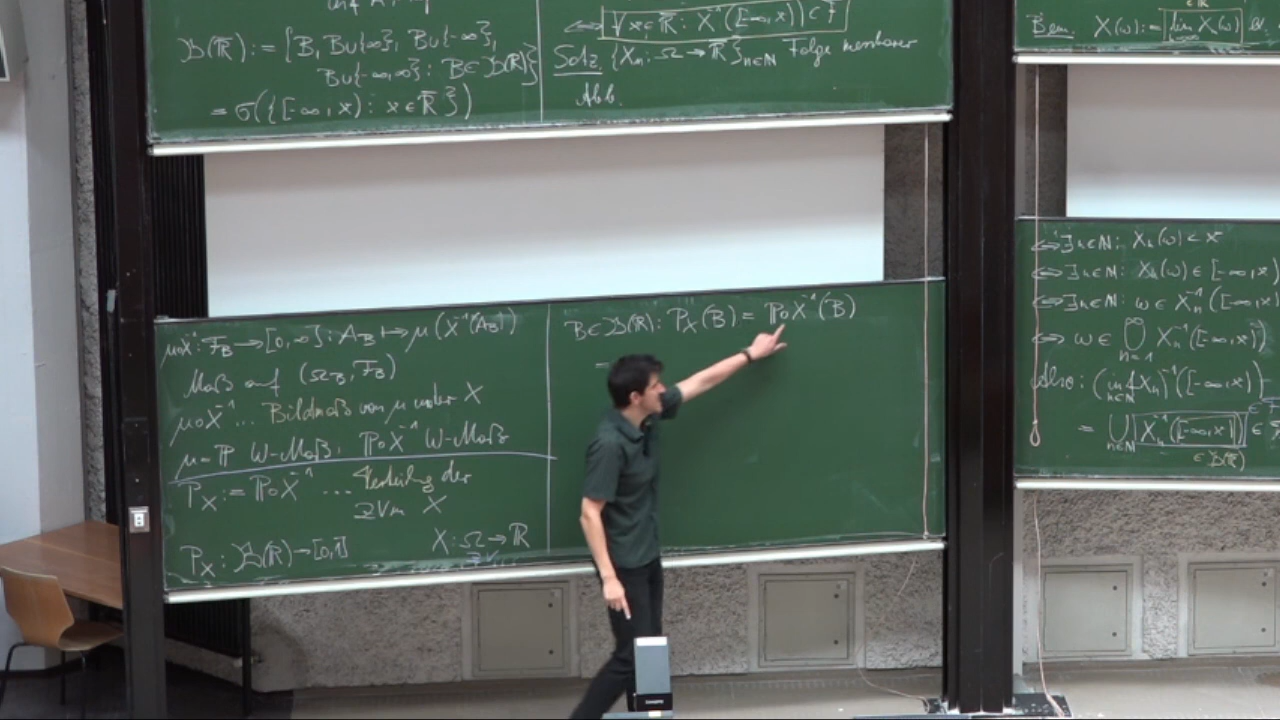 𝔅(ℝ̄) := {B, B∪{∞}, B∪{-∞},
B∪{-∞,∞} : B∈𝔅(ℝ)}
= σ({[-∞,x) : x∈ℝ̄})
⟺ ∀x∈ℝ̄: X⁻¹([-∞,x)) ∈ F
Satz. {Xₙ: Ω→ℝ̄}ₙ∈ℕ Folge messbarer
Abb.
μ∘X⁻¹: F_B → [0,∞]: A_B ↦ μ(X⁻¹(A_B))
Maß auf (Ω_B, F_B)
μ∘X⁻¹ ... Bildmaß von μ unter X
μ=ℙ W-Maß: ℙ∘X⁻¹ W-Maß
P_X := ℙ∘X⁻¹ ... Verteilung der
ZVen X
P_X : 𝔅(ℝ)→[0,1] X: Ω→ℝ
B∈𝔅(ℝ): P_X(B) = ℙ∘X⁻¹(B)
=
Bem. X(ω) := lim Xₙ(ω)
⟺ ∃n∈ℕ: Xₙ(ω) < x
⟺ ∃n∈ℕ: Xₙ(ω) ∈ [-∞,x)
⟺ ∃n∈ℕ: ω∈ Xₙ⁻¹([-∞,x)
⟺ ω ∈ ⋃ₙ₌₁^∞ Xₙ⁻¹([-∞,x))
Also: (inf_{n∈ℕ} Xₙ)⁻¹([-∞,x))
= ⋃_{n∈ℕ} Xₙ⁻¹([-∞,x)) ∈ F
∈𝔅(ℝ̄)